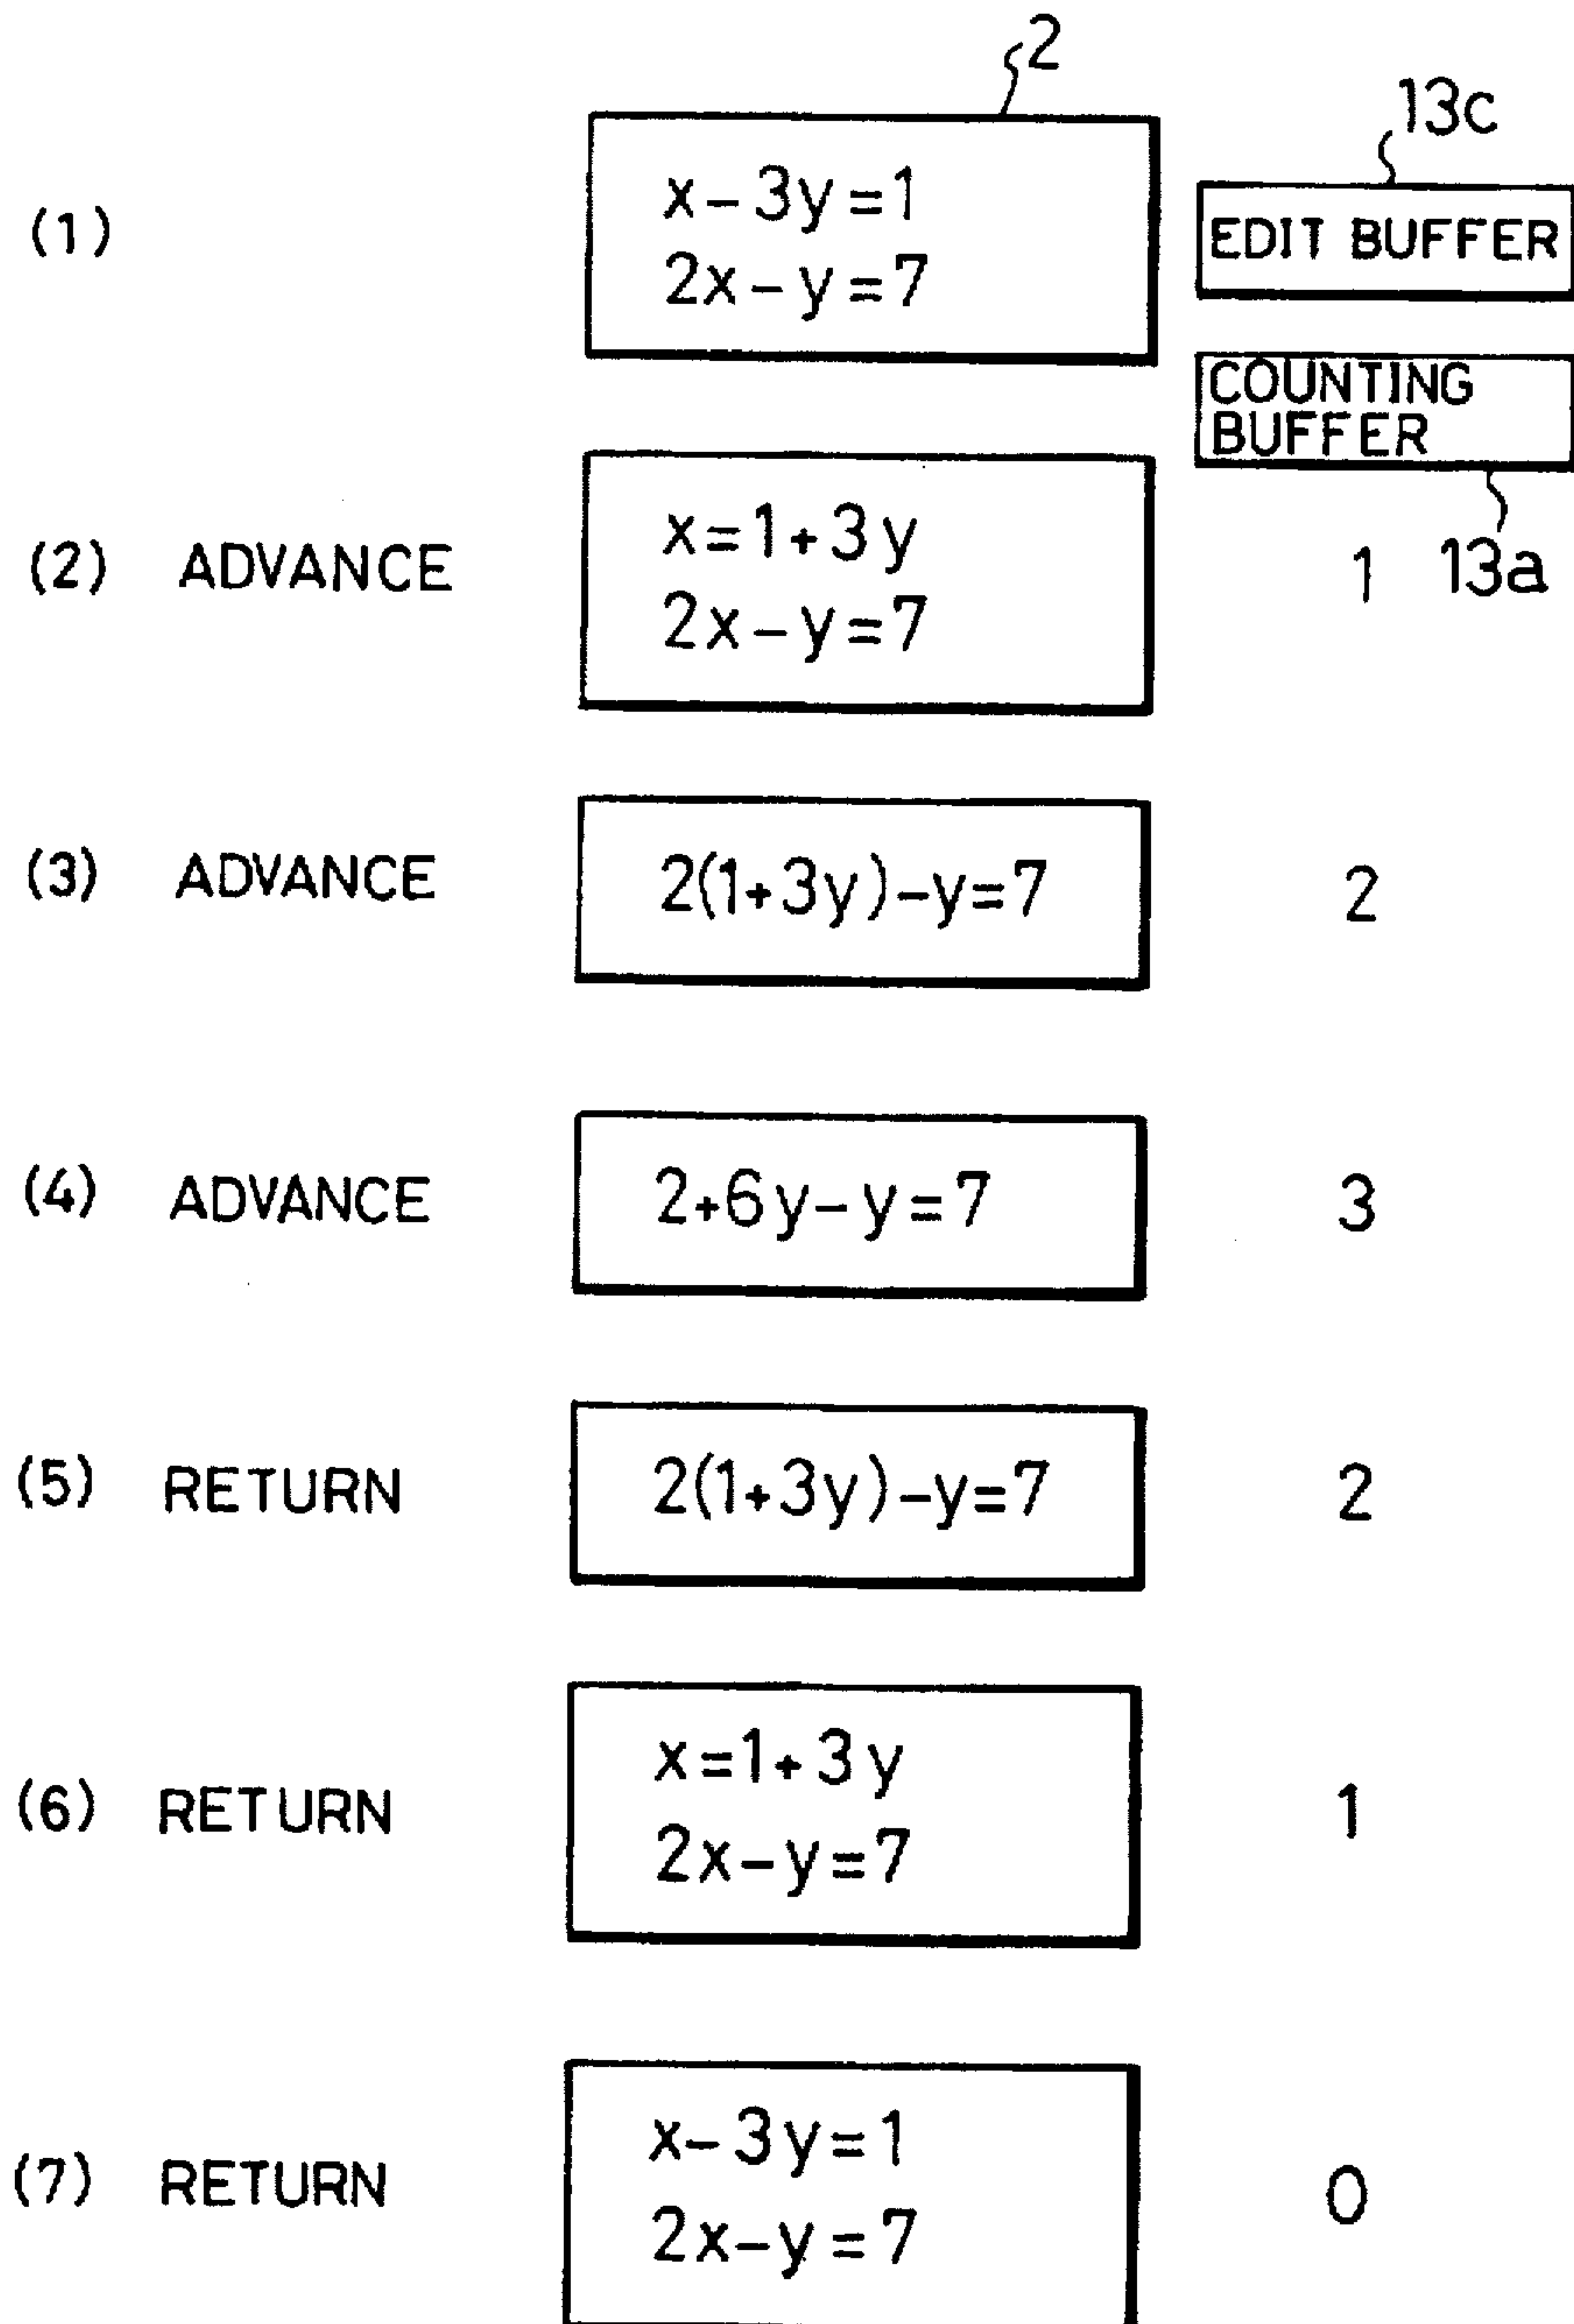 2
13c
(1)
x-3y=1
2x-y=7
EDIT BUFFER
COUNTING
BUFFER
13a
(2) ADVANCE
x=1+3y
2x-y=7
1
(3) ADVANCE
2(1+3y)-y=7
2
(4) ADVANCE
2+6y-y=7
3
(5) RETURN
2(1+3y)-y=7
2
(6) RETURN
x=1+3y
2x-y=7
1
(7) RETURN
x-3y=1
2x-y=7
0